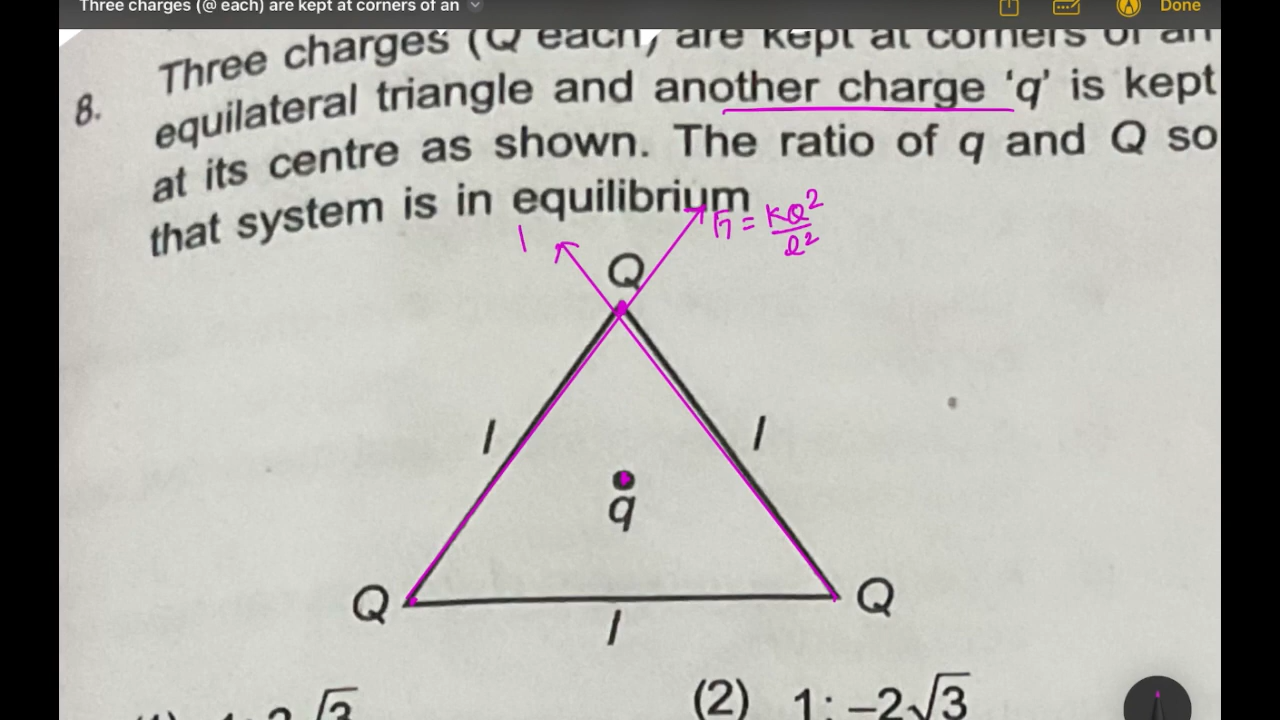 Three charges (@ each) are kept at corners of an
Done
8. Three charges (Q each) are kept at corners of an
equilateral triangle and another charge 'q' is kept
at its centre as shown. The ratio of q and Q so
that system is in equilibrium
F1 = KQ²/l²
Q
l l
q
Q Q
l
(2) 1 : –2√3